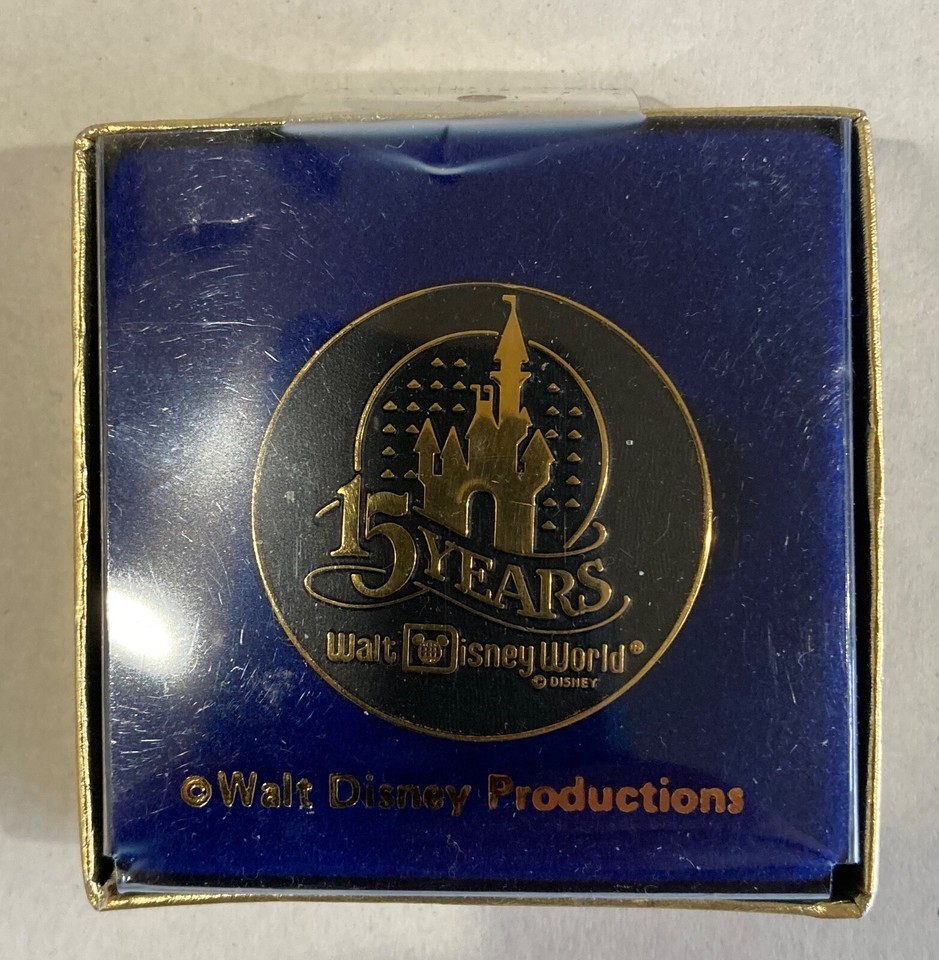 15 YEARS
Walt Disney World®
© DISNEY
©Walt Disney Productions